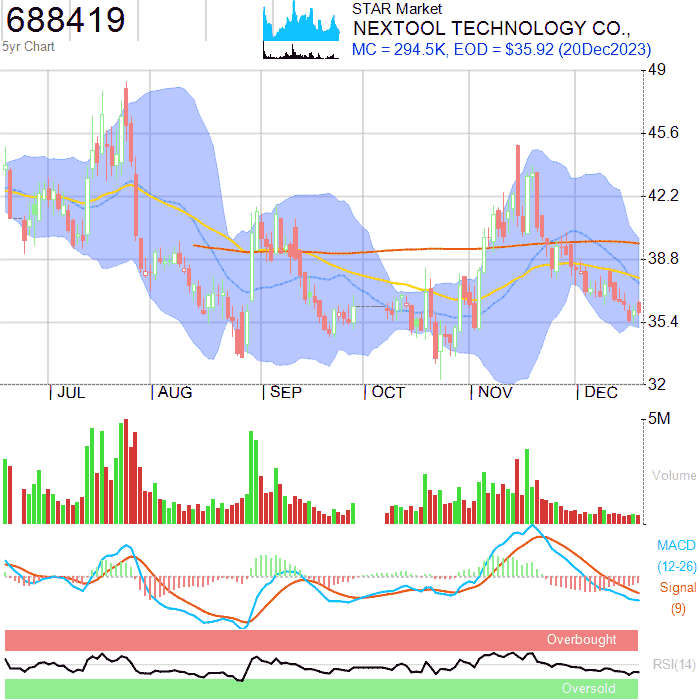 688419
5yr Chart
STAR Market
NEXTOOL TECHNOLOGY CO.,
MC = 294.5K, EOD = $35.92 (20Dec2023)
49
45.6
42.2
38.8
35.4
32
JUL
AUG
SEP
OCT
NOV
DEC
5M
Volume
MACD
(12-26)
Signal
(9)
Overbought
RSI(14)
Oversold